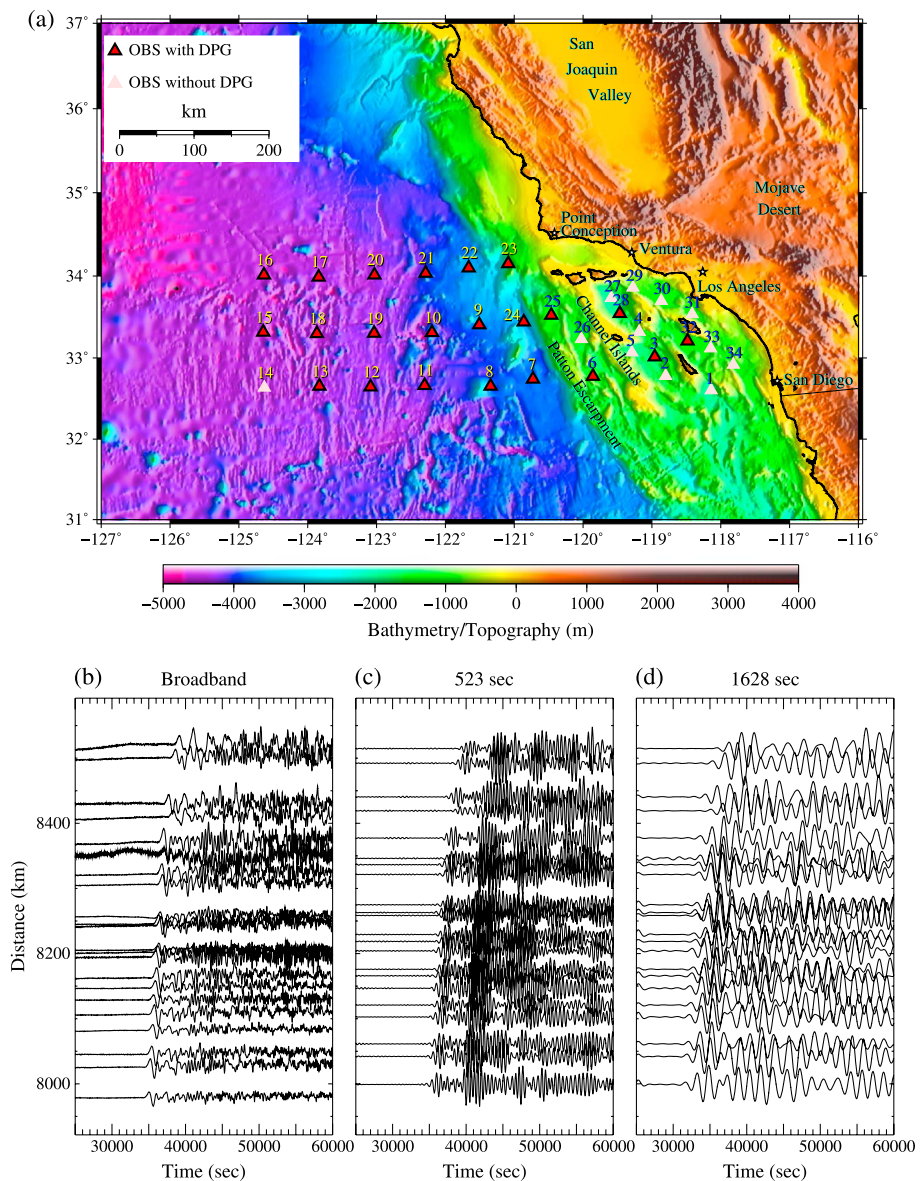 (a)
37°
36°
35°
34°
33°
32°
31°
OBS with DPG
OBS without DPG
km
0 100 200
San
Joaquin
Valley
Mojave
Desert
Point
Conception
Ventura
Los Angeles
San Diego
Channel Islands
Patton Escarpment
16 17 20 21 22 23
15 18 19 10 9 24 25
14 13 12 11 8 7 6
26 27 28 29 30 31
5 4 3 32 33 34
2 1
−127 −126 −125 −124 −123 −122 −121 −120 −119 −118 −117 −116
−5000 −4000 −3000 −2000 −1000 0 1000 2000 3000 4000
Bathymetry/Topography (m)
(b) Broadband
(c) 523 sec
(d) 1628 sec
Distance (km)
8400
8200
8000
30000 40000 50000 60000
30000 40000 50000 60000
30000 40000 50000 60000
Time (sec)
Time (sec)
Time (sec)